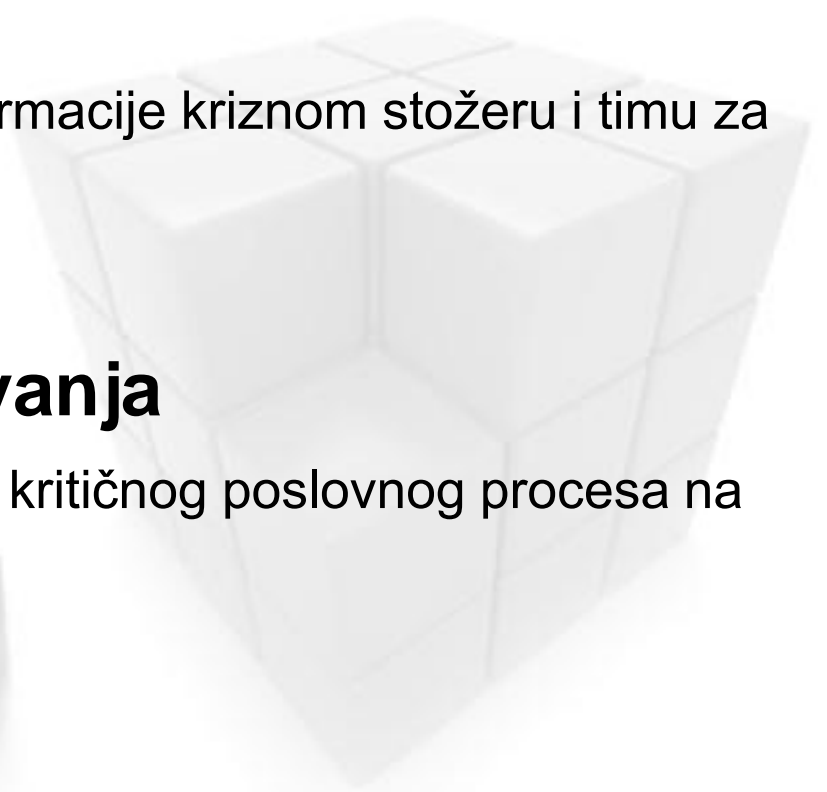 rmacije kriznom stožeru i timu za
vanja
kritičnog poslovnog procesa na